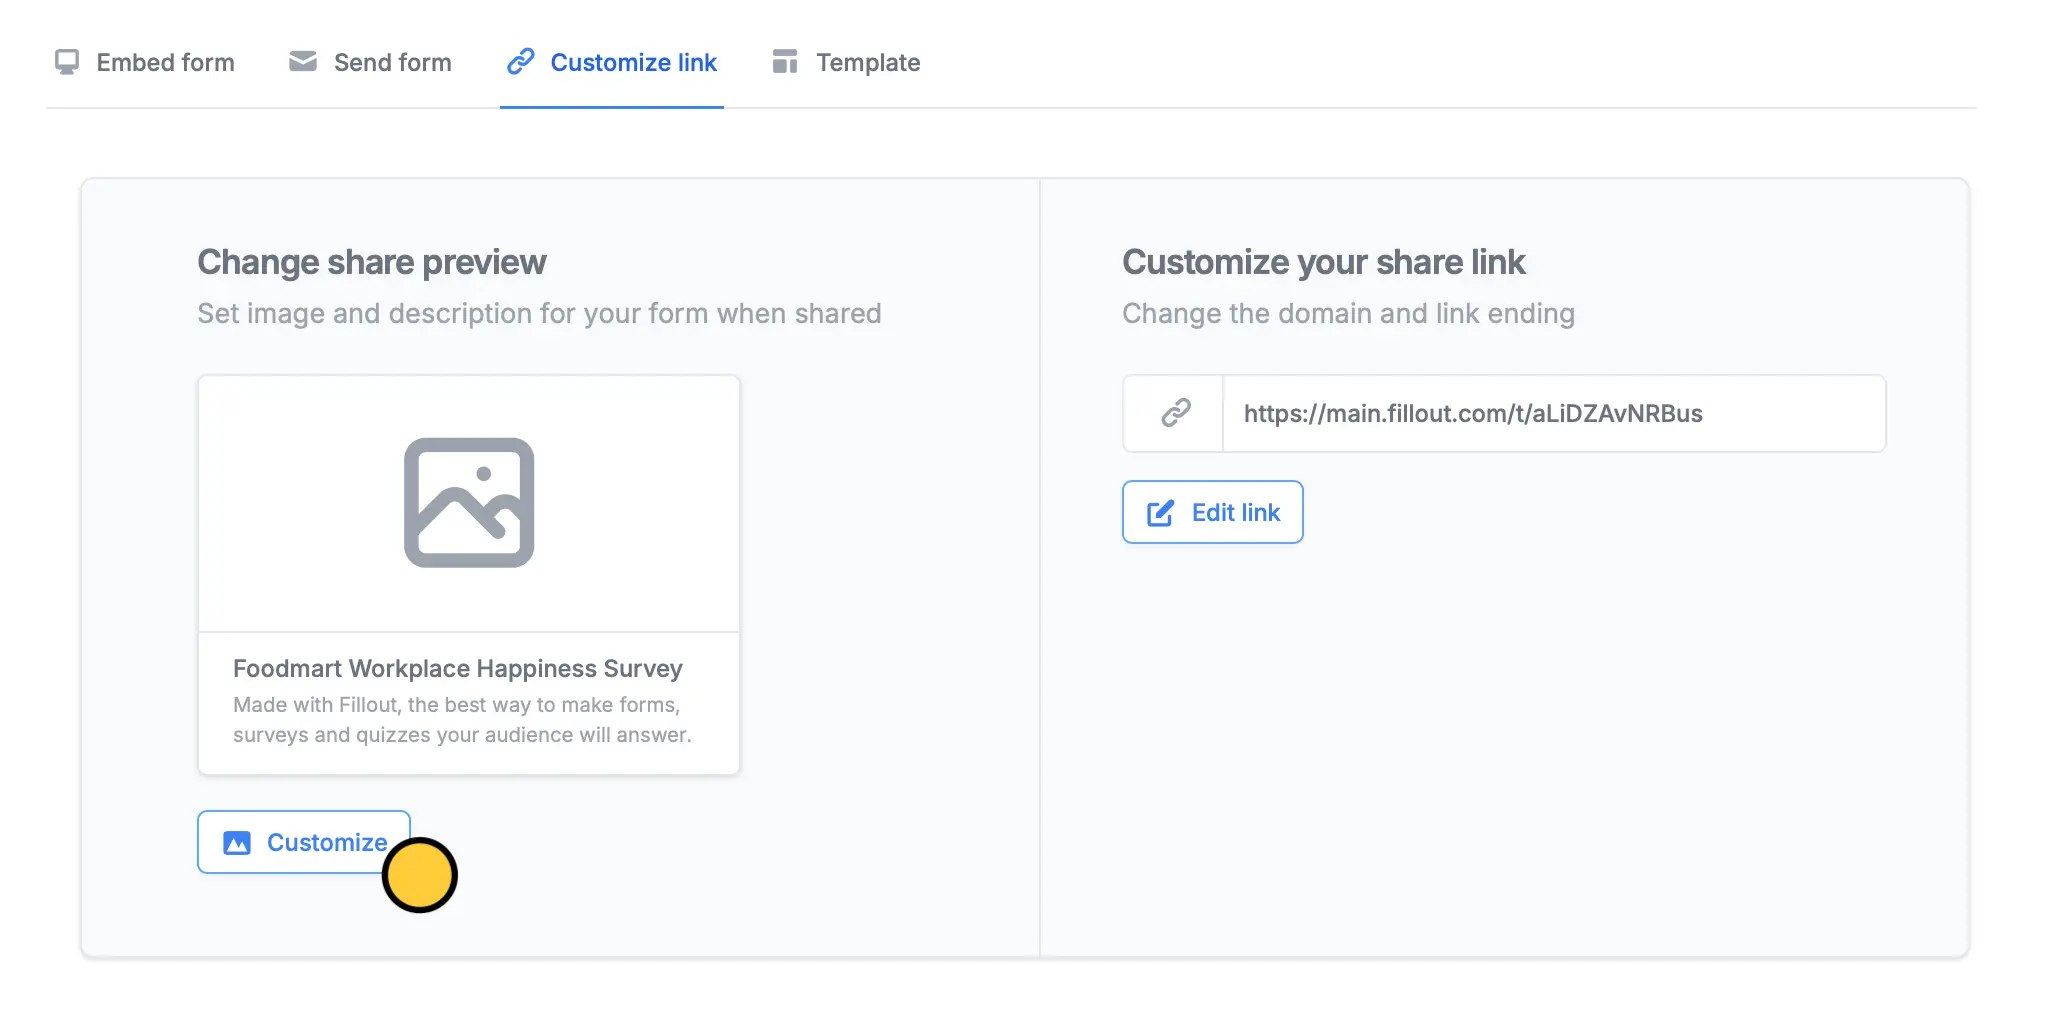 Embed form
Send form
Customize link
Template
Change share preview
Set image and description for your form when shared
Foodmart Workplace Happiness Survey
Made with Fillout, the best way to make forms,
surveys and quizzes your audience will answer.
Customize
Customize your share link
Change the domain and link ending
https://main.fillout.com/t/aLiDZAvNRBus
Edit link